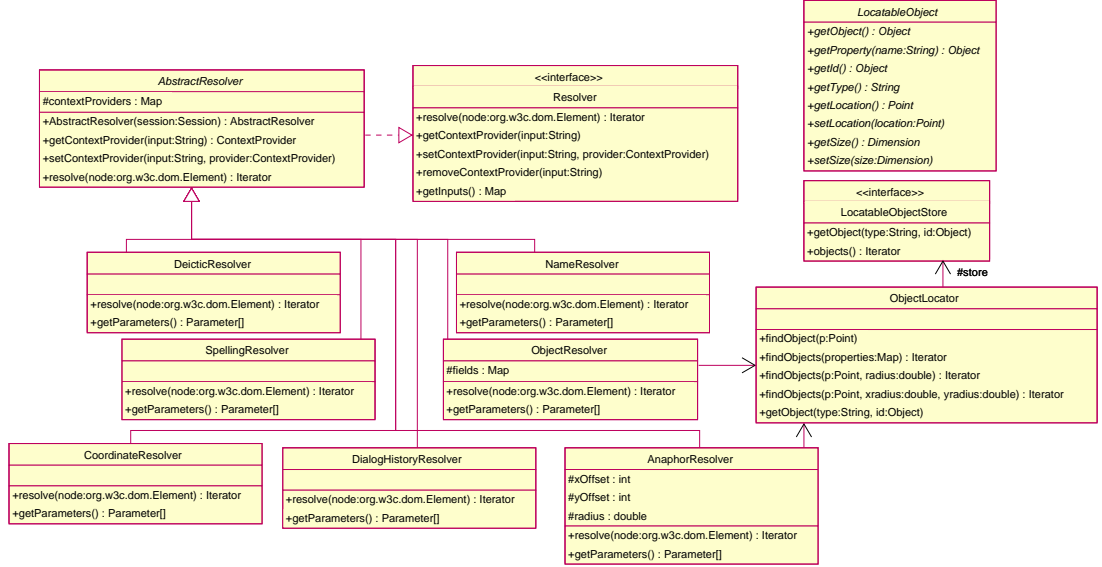 LocatableObject
+getObject() : Object
+getProperty(name:String) : Object
+getId() : Object
+getType() : String
+getLocation() : Point
+setLocation(location:Point)
+getSize() : Dimension
+setSize(size:Dimension)
AbstractResolver
#contextProviders : Map
+AbstractResolver(session:Session) : AbstractResolver
+getContextProvider(input:String) : ContextProvider
+setContextProvider(input:String, provider:ContextProvider)
+resolve(node:org.w3c.dom.Element) : Iterator
<<interface>>
Resolver
+resolve(node:org.w3c.dom.Element) : Iterator
+getContextProvider(input:String)
+setContextProvider(input:String, provider:ContextProvider)
+removeContextProvider(input:String)
+getInputs() : Map
<<interface>>
LocatableObjectStore
+getObject(type:String, id:Object)
+objects() : Iterator
#store
DeicticResolver
+resolve(node:org.w3c.dom.Element) : Iterator
+getParameters() : Parameter[]
NameResolver
+resolve(node:org.w3c.dom.Element) : Iterator
+getParameters() : Parameter[]
ObjectLocator
+findObject(p:Point)
+findObjects(properties:Map) : Iterator
+findObjects(p:Point, radius:double) : Iterator
+findObjects(p:Point, xradius:double, yradius:double) : Iterator
+getObject(type:String, id:Object)
SpellingResolver
+resolve(node:org.w3c.dom.Element) : Iterator
+getParameters() : Parameter[]
ObjectResolver
#fields : Map
+resolve(node:org.w3c.dom.Element) : Iterator
+getParameters() : Parameter[]
CoordinateResolver
+resolve(node:org.w3c.dom.Element) : Iterator
+getParameters() : Parameter[]
DialogHistoryResolver
+resolve(node:org.w3c.dom.Element) : Iterator
+getParameters() : Parameter[]
AnaphorResolver
#xOffset : int
#yOffset : int
#radius : double
+resolve(node:org.w3c.dom.Element) : Iterator
+getParameters() : Parameter[]